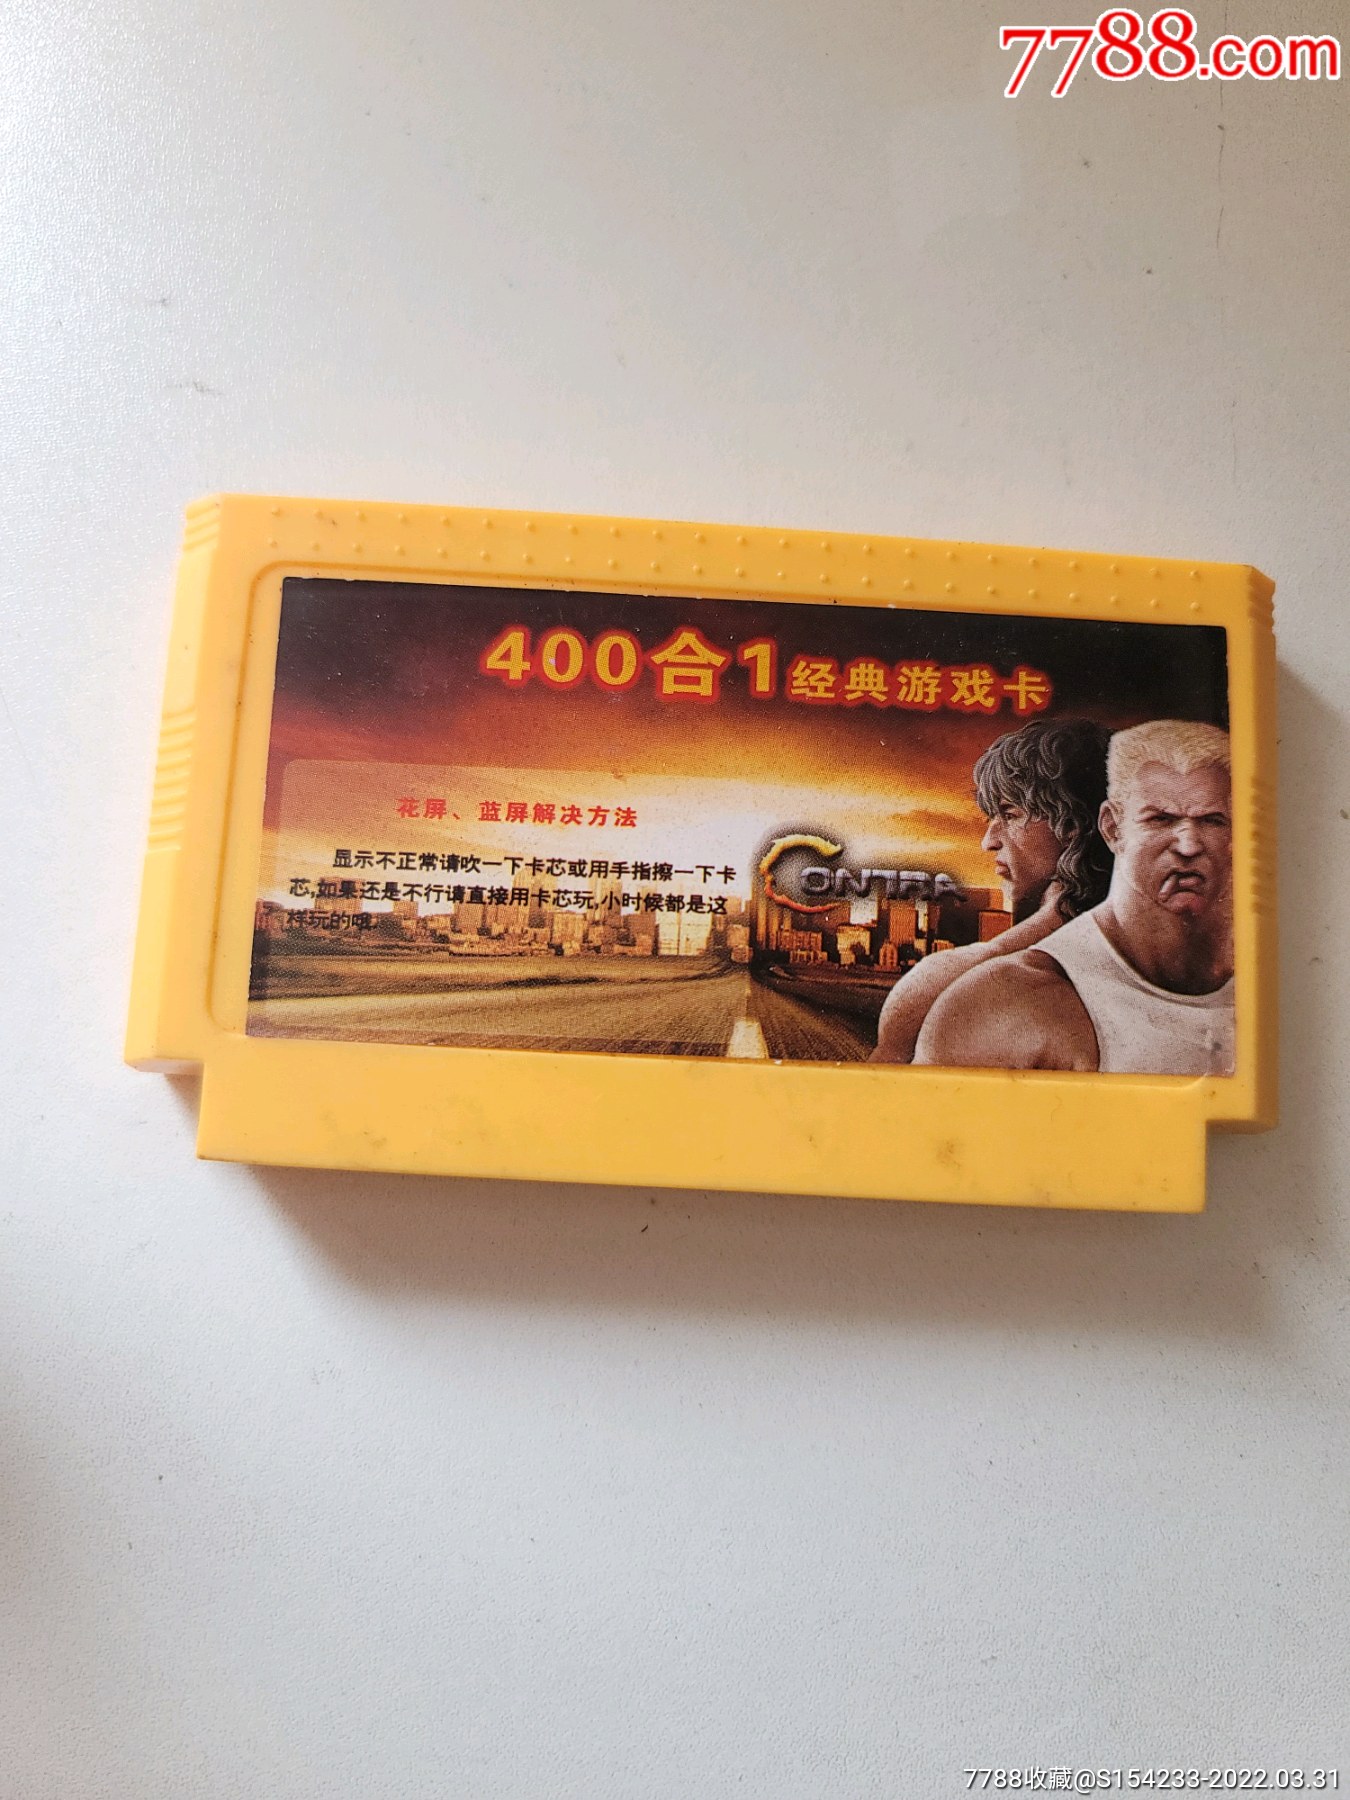 7788.com
400合1经典游戏卡
花屏、蓝屏解决方法
显示不正常请吹一下卡芯或用手指擦一下卡
芯,如果还是不行请直接用卡芯玩,小时候都是这
样玩的哦.
CONTRA
7788收藏@S154233-2022.03.31